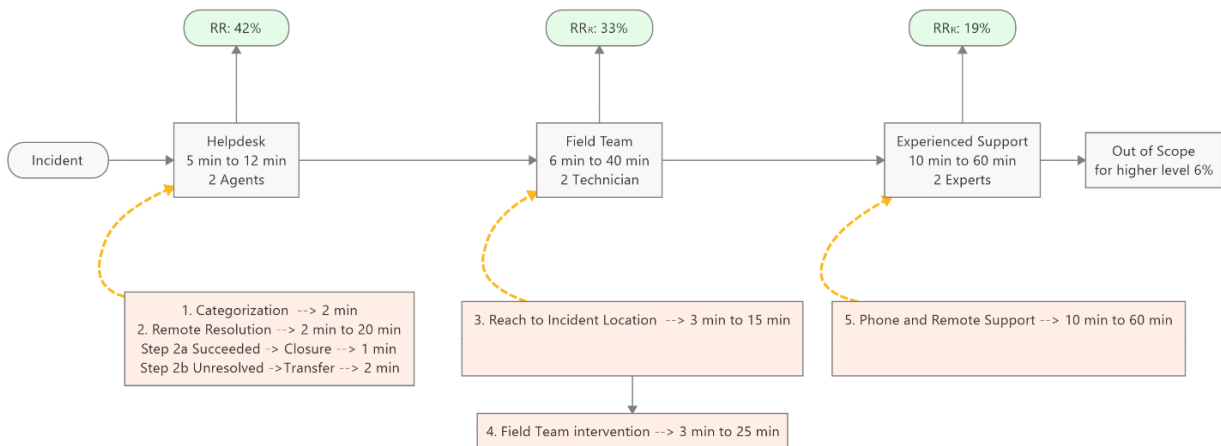 RR: 42%
RRR: 33%
RRR: 19%
Incident
Helpdesk
5 min to 12 min
2 Agents
Field Team
6 min to 40 min
2 Technician
Experienced Support
10 min to 60 min
2 Experts
Out of Scope
for higher level 6%
1. Categorization --> 2 min
2. Remote Resolution --> 2 min to 20 min
Step 2a Succeeded -> Closure --> 1 min
Step 2b Unresolved ->Transfer --> 2 min
3. Reach to Incident Location --> 3 min to 15 min
5. Phone and Remote Support --> 10 min to 60 min
4. Field Team intervention --> 3 min to 25 min